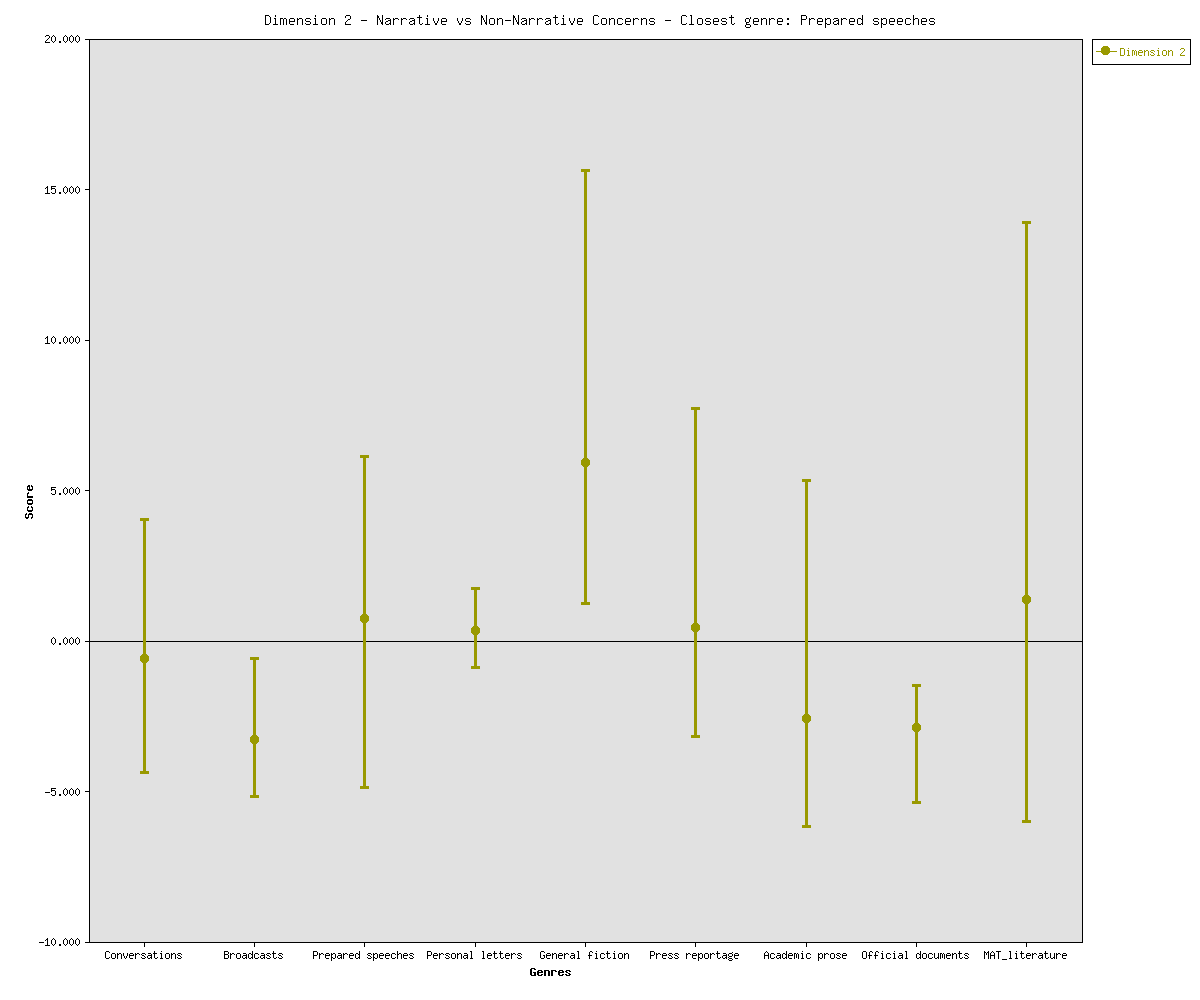 Dimension 2 - Narrative vs Non-Narrative Concerns - Closest genre: Prepared speeches
Dimension 2
20.000
15.000
10.000
5.000
0.000
-5.000
-10.000
Score
Conversations Broadcasts Prepared speeches Personal letters General fiction Press reportage Academic prose Official documents MAT_literature
Genres